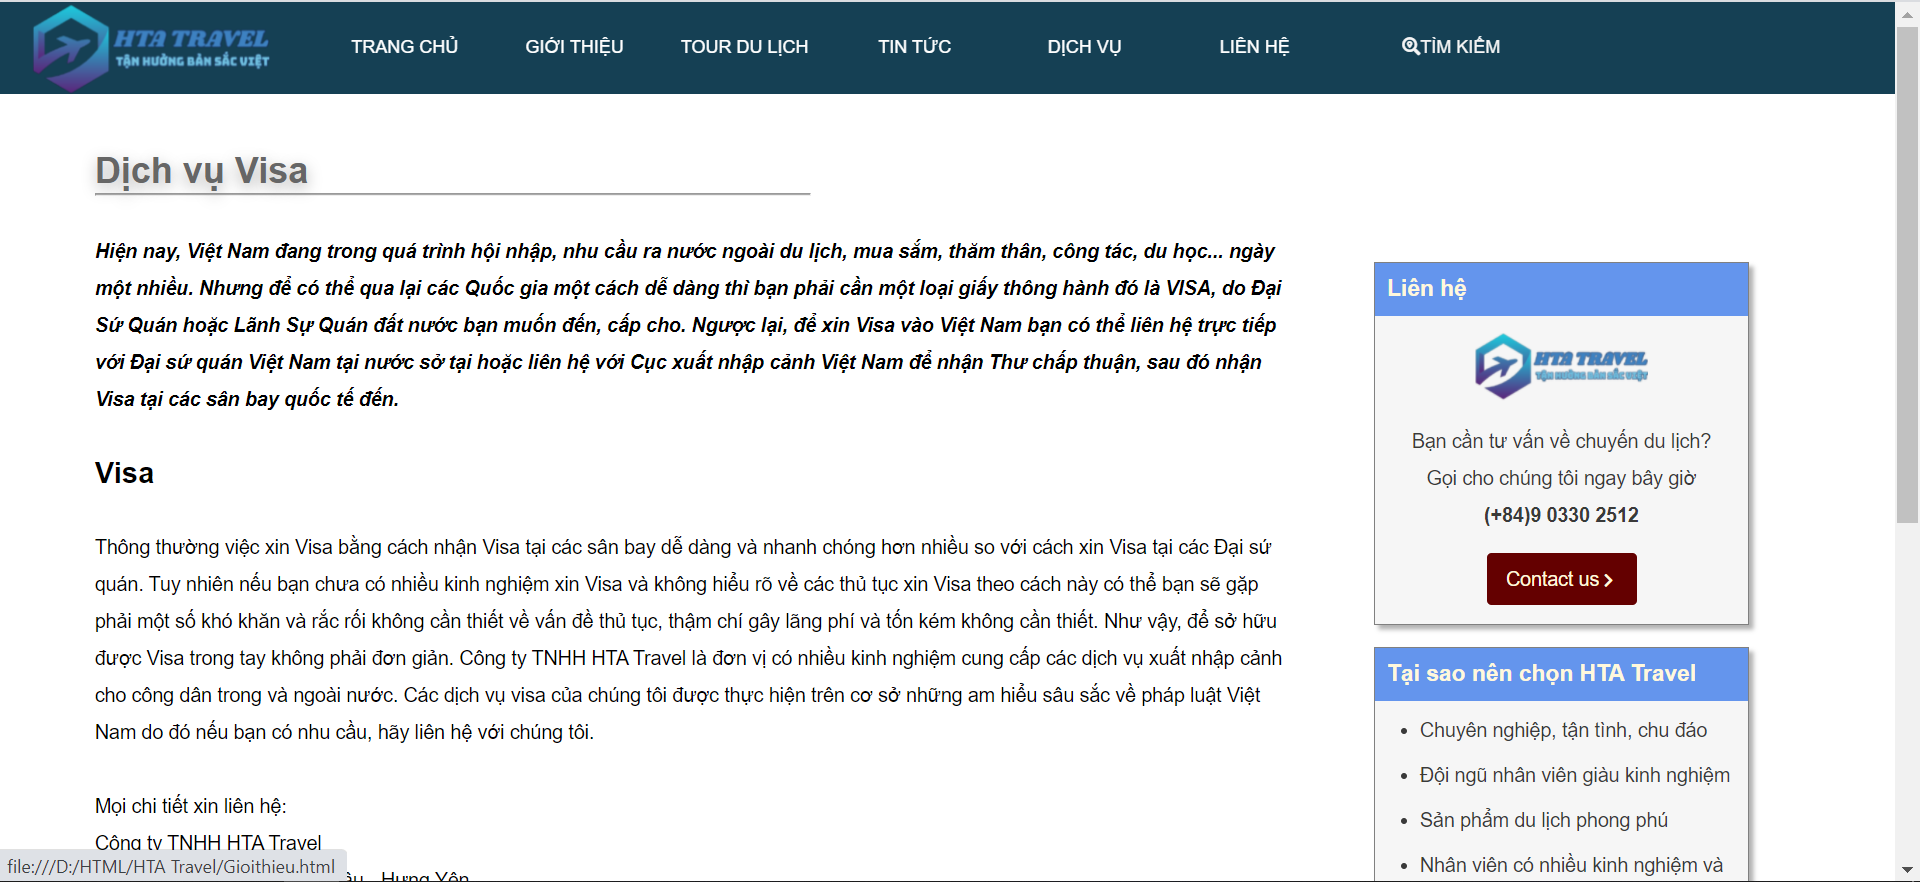 HTA TRAVEL
TẬN HƯỞNG BẢN SẮC VIỆT
TRANG CHỦ
GIỚI THIỆU
TOUR DU LỊCH
TIN TỨC
DỊCH VỤ
LIÊN HỆ
TÌM KIẾM
Dịch vụ Visa
Hiện nay, Việt Nam đang trong quá trình hội nhập, nhu cầu ra nước ngoài du lịch, mua sắm, thăm thân, công tác, du học... ngày
một nhiều. Nhưng để có thể qua lại các Quốc gia một cách dễ dàng thì bạn phải cần một loại giấy thông hành đó là VISA, do Đại
Sứ Quán hoặc Lãnh Sự Quán đất nước bạn muốn đến, cấp cho. Ngược lại, để xin Visa vào Việt Nam bạn có thể liên hệ trực tiếp
với Đại sứ quán Việt Nam tại nước sở tại hoặc liên hệ với Cục xuất nhập cảnh Việt Nam để nhận Thư chấp thuận, sau đó nhận
Visa tại các sân bay quốc tế đến.
Visa
Thông thường việc xin Visa bằng cách nhận Visa tại các sân bay dễ dàng và nhanh chóng hơn nhiều so với cách xin Visa tại các Đại sứ
quán. Tuy nhiên nếu bạn chưa có nhiều kinh nghiệm xin Visa và không hiểu rõ về các thủ tục xin Visa theo cách này có thể bạn sẽ gặp
phải một số khó khăn và rắc rối không cần thiết về vấn đề thủ tục, thậm chí gây lãng phí và tốn kém không cần thiết. Như vậy, để sở hữu
được Visa trong tay không phải đơn giản. Công ty TNHH HTA Travel là đơn vị có nhiều kinh nghiệm cung cấp các dịch vụ xuất nhập cảnh
cho công dân trong và ngoài nước. Các dịch vụ visa của chúng tôi được thực hiện trên cơ sở những am hiểu sâu sắc về pháp luật Việt
Nam do đó nếu bạn có nhu cầu, hãy liên hệ với chúng tôi.
Mọi chi tiết xin liên hệ:
Công ty TNHH HTA Travel
Hưng Yên
file:///D:/HTML/HTA Travel/Gioithieu.html
Liên hệ
HTA TRAVEL
TẬN HƯỞNG BẢN SẮC VIỆT
Bạn cần tư vấn về chuyến du lịch?
Gọi cho chúng tôi ngay bây giờ
(+84)9 0330 2512
Contact us
Tại sao nên chọn HTA Travel
Chuyên nghiệp, tận tình, chu đáo
Đội ngũ nhân viên giàu kinh nghiệm
Sản phẩm du lịch phong phú
Nhân viên có nhiều kinh nghiệm và